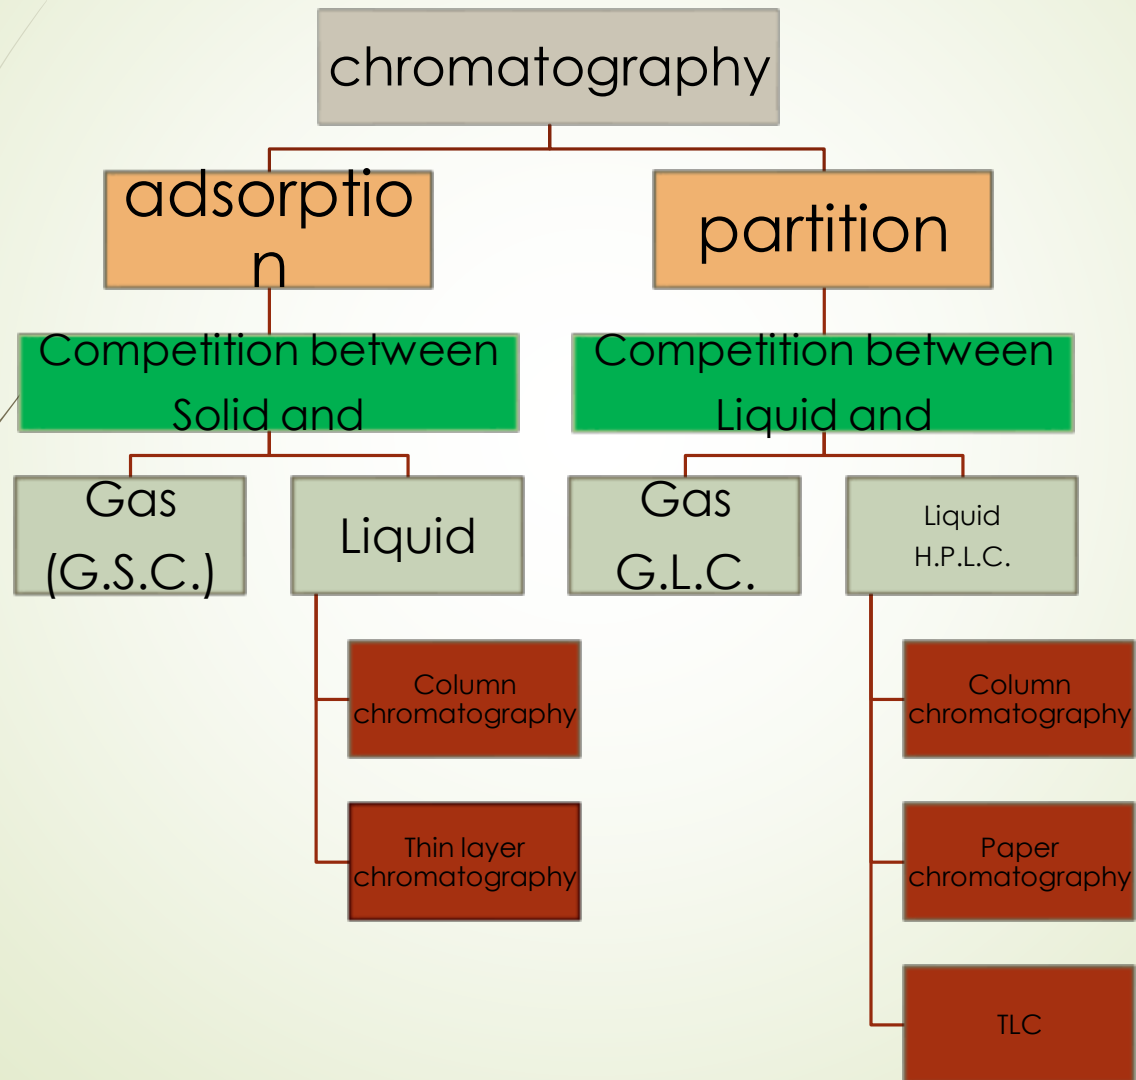 chromatography
adsorptio
n
partition
Competition between
Solid and
Competition between
Liquid and
Gas
(G.S.C.)
Liquid
Gas
G.L.C.
Liquid
H.P.L.C.
Column
chromatography
Thin layer
chromatography
Column
chromatography
Paper
chromatography
TLC